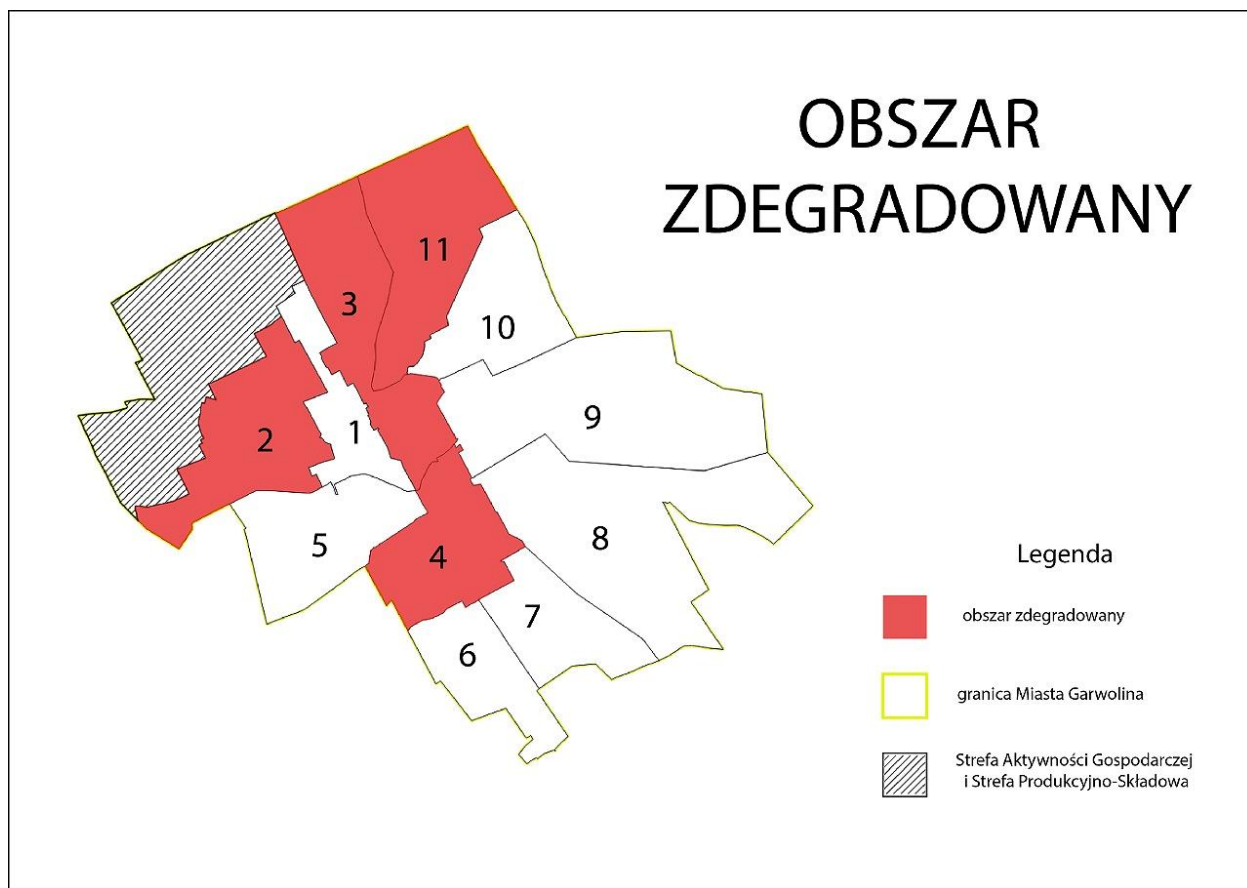 OBSZAR
ZDEGRADOWANY
11
3
10
9
2
1
8
5
4
7
6
Legenda
obszar zdegradowany
granica Miasta Garwolina
Strefa Aktywności Gospodarczej
i Strefa Produkcyjno-Składowa